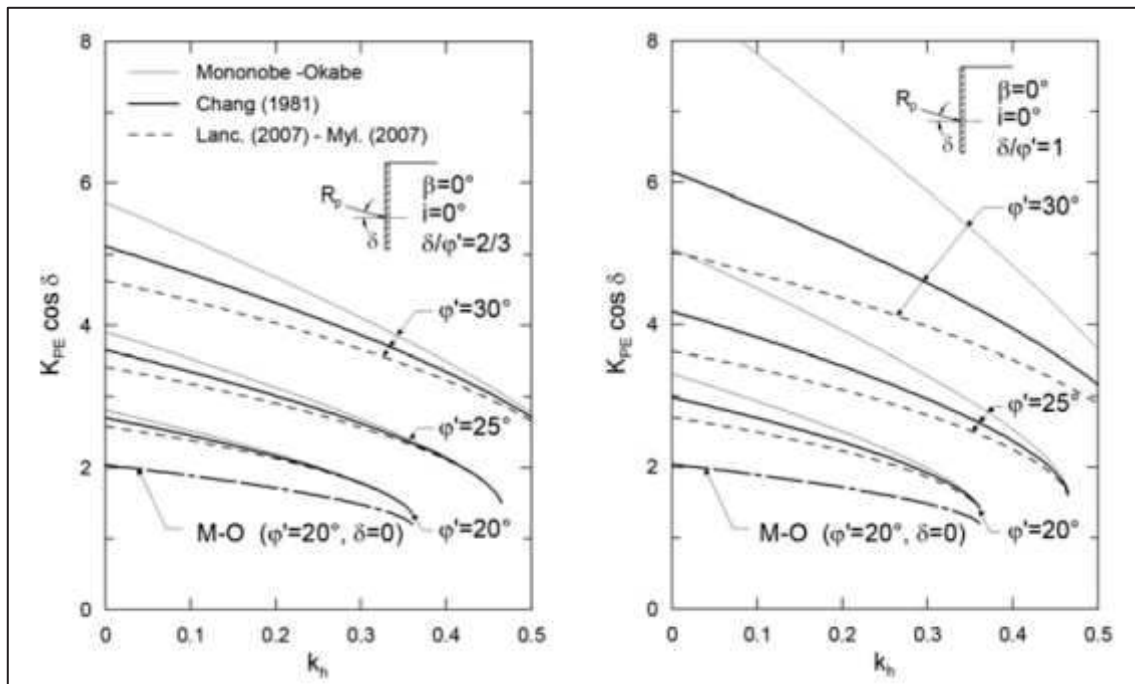 8
6
4
2
0
K_PE cos δ
Mononobe -Okabe
Chang (1981)
Lanc. (2007) - Myl. (2007)
R_p
δ
β=0°
i=0°
δ/φ'=2/3
φ'=30°
φ'=25°
φ'=20°
M-O (φ'=20°, δ=0)
0 0.1 0.2 0.3 0.4 0.5
k_h
8
6
4
2
0
K_PE cos δ
R_p
δ
β=0°
i=0°
δ/φ'=1
φ'=30°
φ'=25°
φ'=20°
M-O (φ'=20°, δ=0)
0 0.1 0.2 0.3 0.4 0.5
k_h